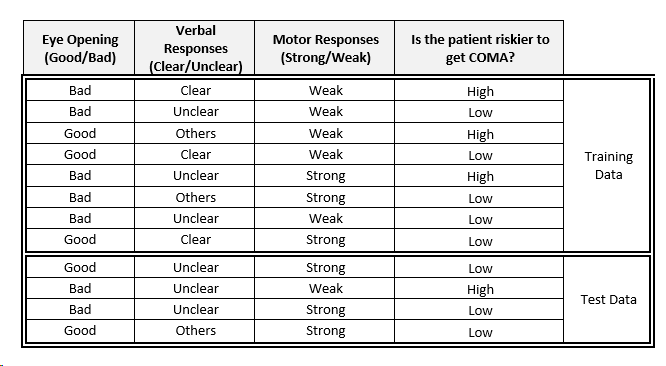 Eye Opening (Good/Bad) Verbal Responses (Clear/Unclear) Motor Responses (Strong/Weak) Is the patient riskier to get COMA?
Bad Clear Weak High
Bad Unclear Weak Low
Good Others Weak High
Good Clear Weak Low
Bad Unclear Strong High
Bad Others Strong Low
Bad Unclear Weak Low
Good Clear Strong Low
Training Data
Good Unclear Strong Low
Bad Unclear Weak High
Bad Unclear Strong Low
Good Others Strong Low
Test Data